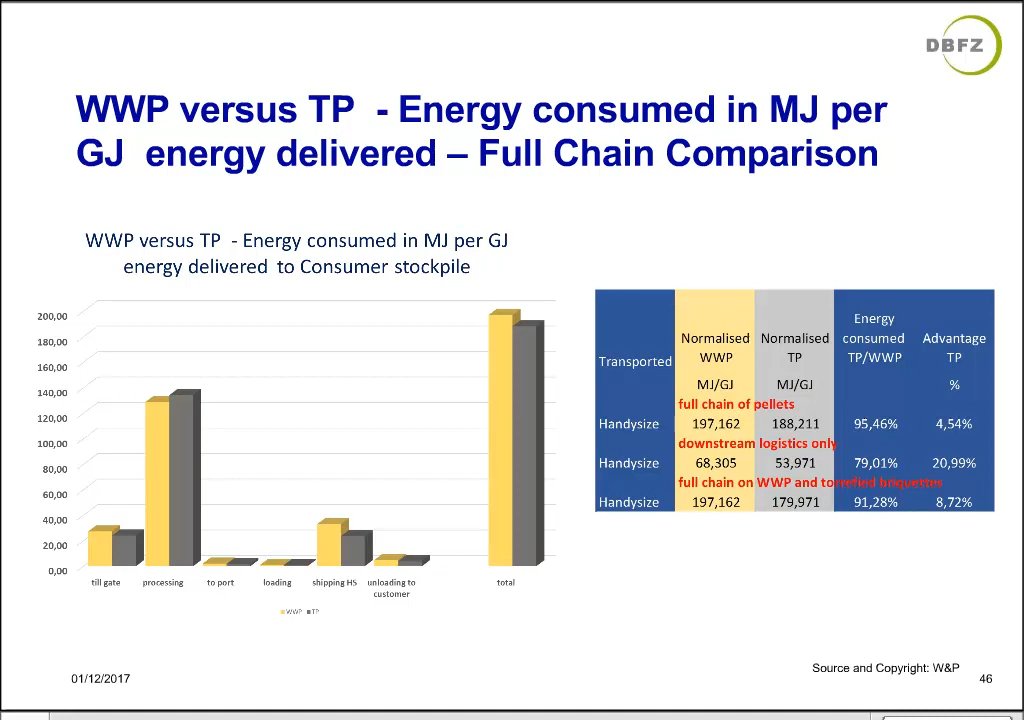 DBFZ
WWP versus TP - Energy consumed in MJ per
GJ energy delivered – Full Chain Comparison
WWP versus TP - Energy consumed in MJ per GJ
energy delivered to Consumer stockpile
200,00
180,00
160,00
140,00
120,00
100,00
80,00
60,00
40,00
20,00
0,00
till gate processing to port loading shipping HS unloading to
customer
total
WWP TP
Transported Normalised WWP Normalised TP Energy consumed TP/WWP Advantage TP
MJ/GJ MJ/GJ %
full chain of pellets
Handysize 197,162 188,211 95,46% 4,54%
downstream logistics only
Handysize 68,305 53,971 79,01% 20,99%
full chain on WWP and torrefied briquettes
Handysize 197,162 179,971 91,28% 8,72%
Source and Copyright: W&P
01/12/2017
46